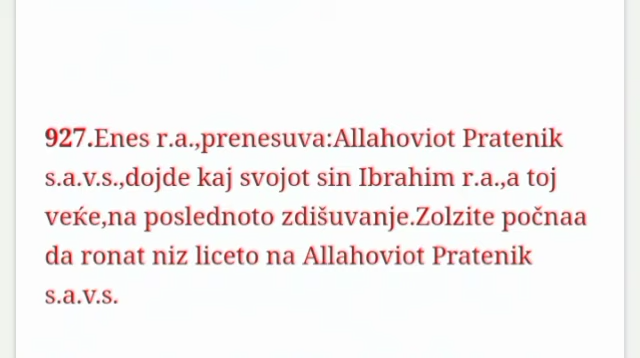 927.Enes r.a.,prenesuva:Allahoviot Pratenik
s.a.v.s.,dojde kaj svojot sin Ibrahim r.a.,a toj
veḱe,na poslednoto zdišuvanje.Zolzite počnaa
da ronat niz liceto na Allahoviot Pratenik
s.a.v.s.